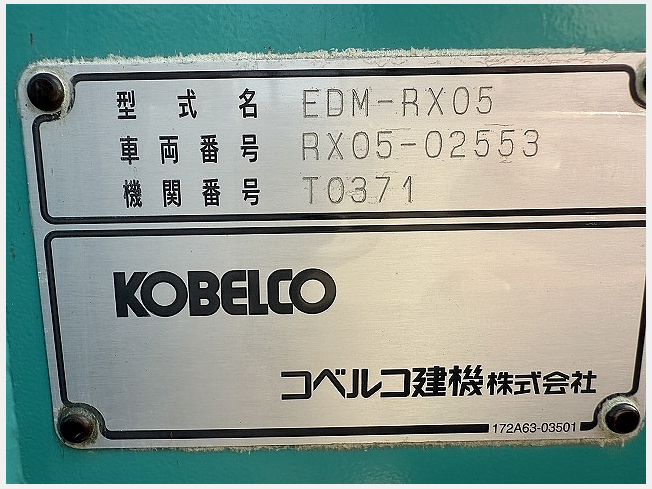 型式名 EDM-RX05
車両番号 RX05-02553
機関番号 T0371
KOBELCO
コベルコ建機株式会社
172A63-03501